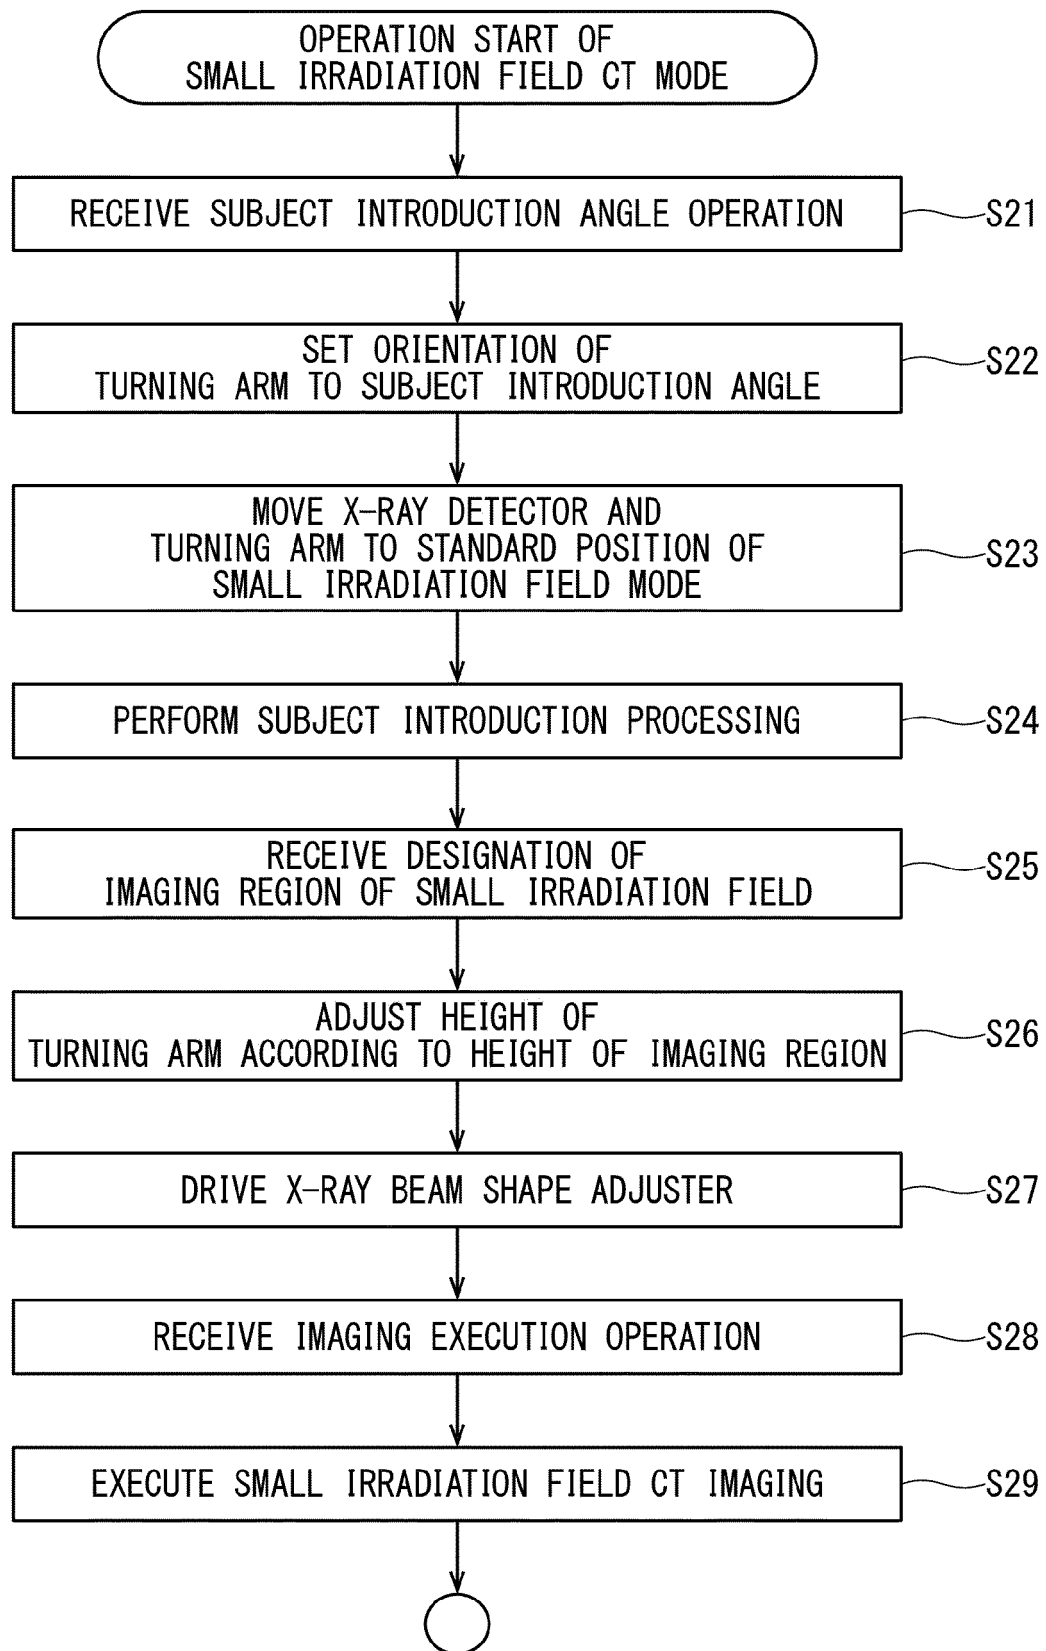 OPERATION START OF
SMALL IRRADIATION FIELD CT MODE
RECEIVE SUBJECT INTRODUCTION ANGLE OPERATION
S21
SET ORIENTATION OF
TURNING ARM TO SUBJECT INTRODUCTION ANGLE
S22
MOVE X-RAY DETECTOR AND
TURNING ARM TO STANDARD POSITION OF
SMALL IRRADIATION FIELD MODE
S23
PERFORM SUBJECT INTRODUCTION PROCESSING
S24
RECEIVE DESIGNATION OF
IMAGING REGION OF SMALL IRRADIATION FIELD
S25
ADJUST HEIGHT OF
TURNING ARM ACCORDING TO HEIGHT OF IMAGING REGION
S26
DRIVE X-RAY BEAM SHAPE ADJUSTER
S27
RECEIVE IMAGING EXECUTION OPERATION
S28
EXECUTE SMALL IRRADIATION FIELD CT IMAGING
S29